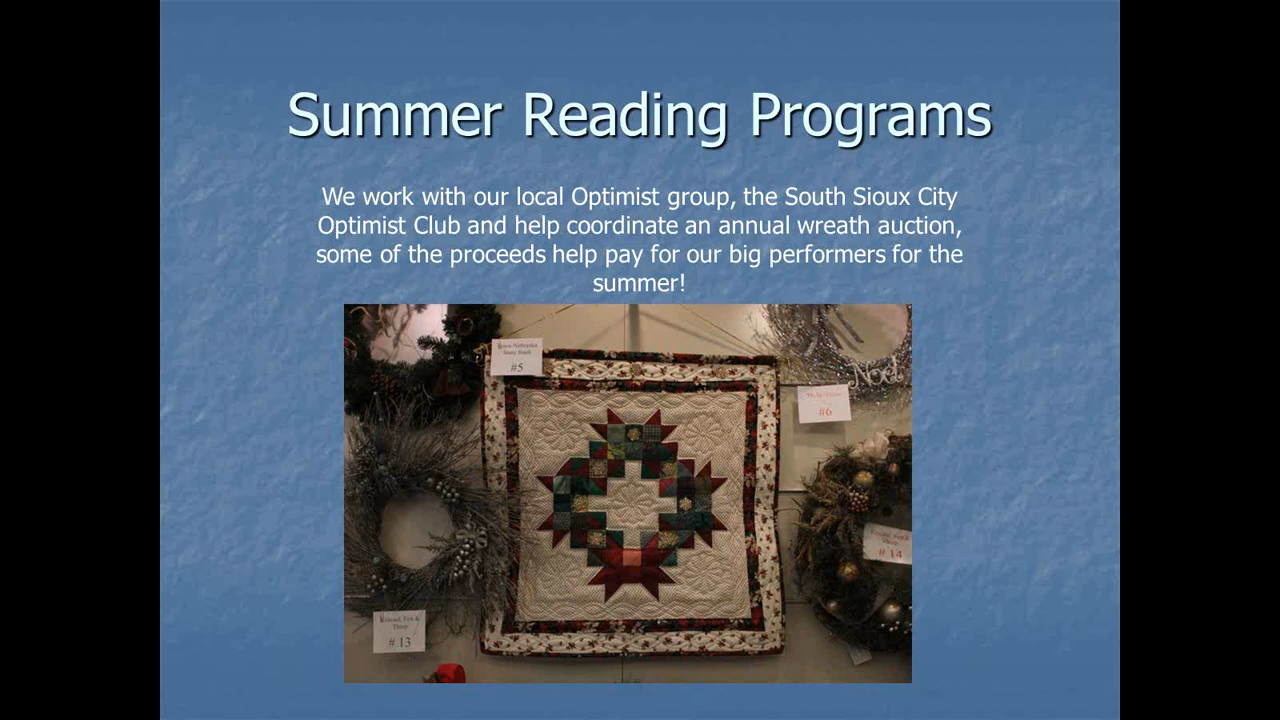 Summer Reading Programs
We work with our local Optimist group, the South Sioux City
Optimist Club and help coordinate an annual wreath auction,
some of the proceeds help pay for our big performers for the
summer!
State Bank
#5
Noel
#6
# 14
# 13